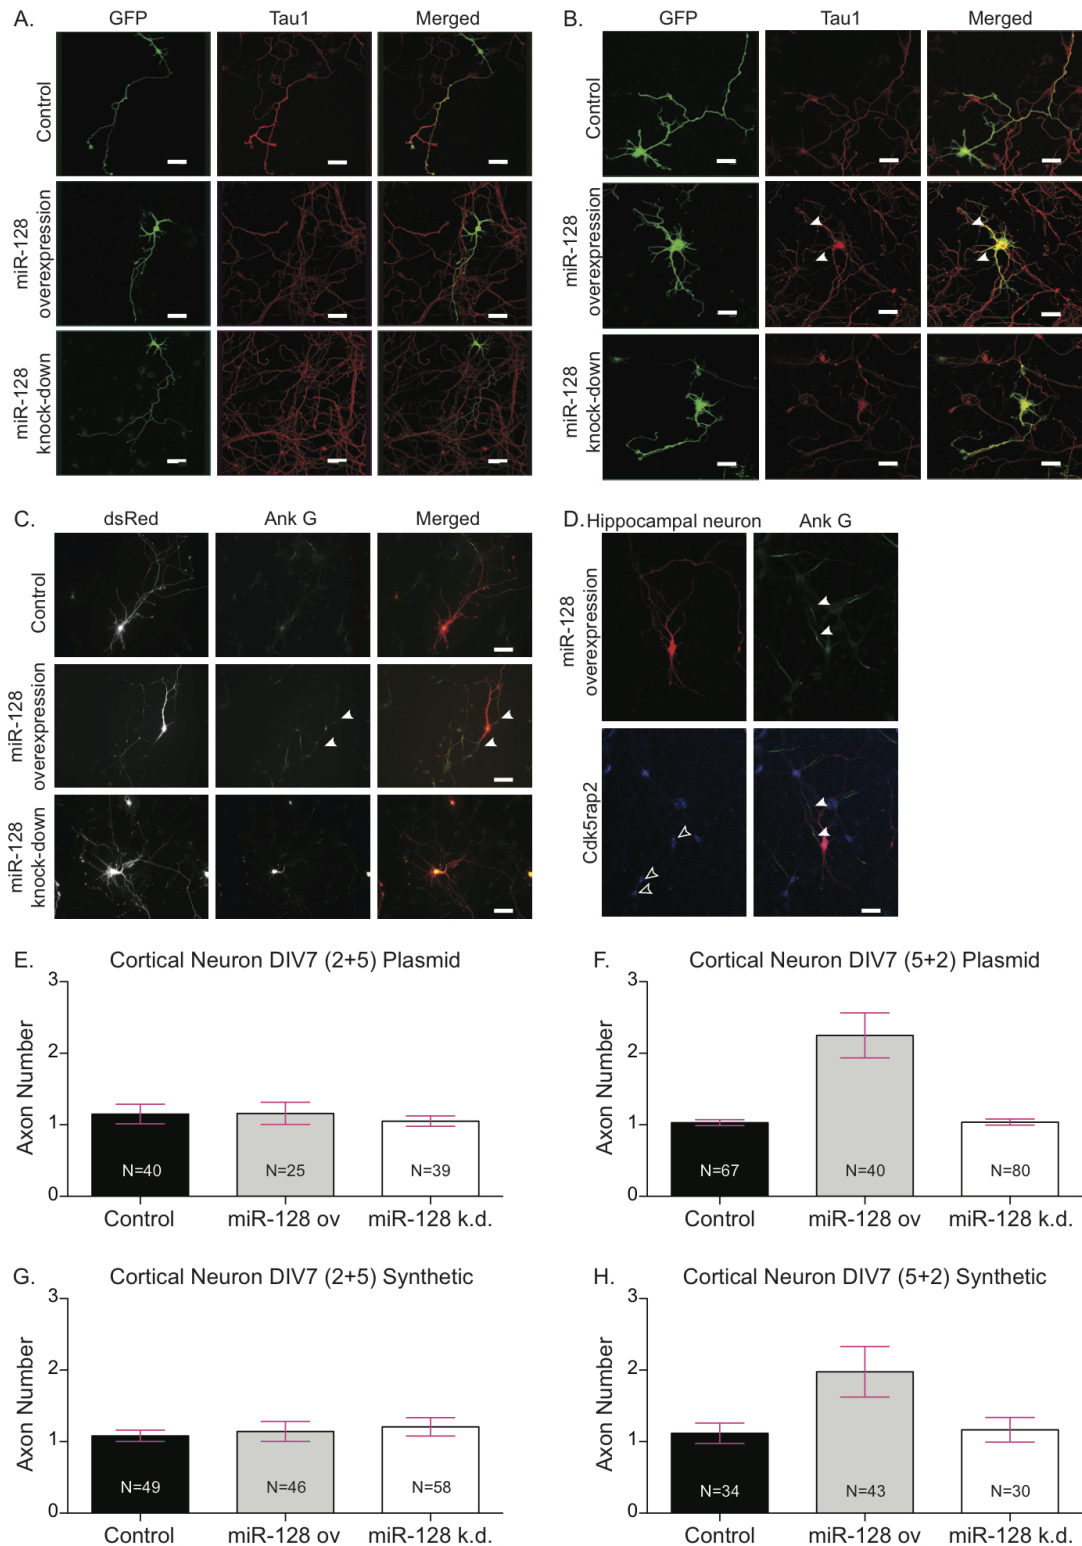 A.
GFP Tau1 Merged
Control
miR-128
overexpression
miR-128
knock-down
B.
GFP Tau1 Merged
Control
miR-128
overexpression
miR-128
knock-down
C.
dsRed Ank G Merged
Control
miR-128
overexpression
miR-128
knock-down
D.
Hippocampal neuron Ank G
miR-128
overexpression
Cdk5rap2
E.
Cortical Neuron DIV7 (2+5) Plasmid
Axon Number
3
2
1
0
N=40 N=25 N=39
Control miR-128 ov miR-128 k.d.
F.
Cortical Neuron DIV7 (5+2) Plasmid
Axon Number
3
2
1
0
N=67 N=40 N=80
Control miR-128 ov miR-128 k.d.
G.
Cortical Neuron DIV7 (2+5) Synthetic
Axon Number
3
2
1
0
N=49 N=46 N=58
Control miR-128 ov miR-128 k.d.
H.
Cortical Neuron DIV7 (5+2) Synthetic
Axon Number
3
2
1
0
N=34 N=43 N=30
Control miR-128 ov miR-128 k.d.